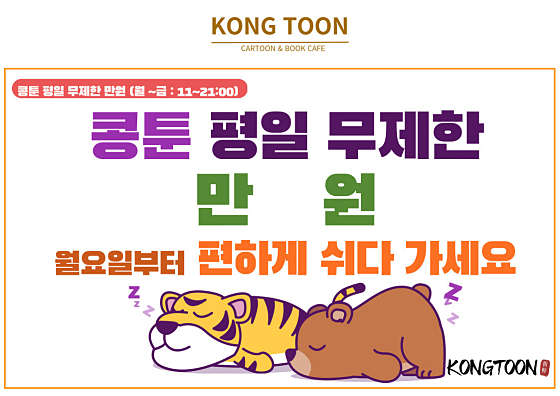 KONG TOON
CARTOON & BOOK CAFE
콩툰 평일 무제한 만원 (월 ~금 : 11~21:00)
콩툰 평일 무제한
만 원
월요일부터 편하게 쉬다 가세요
z z z
z z z
KONGTOON